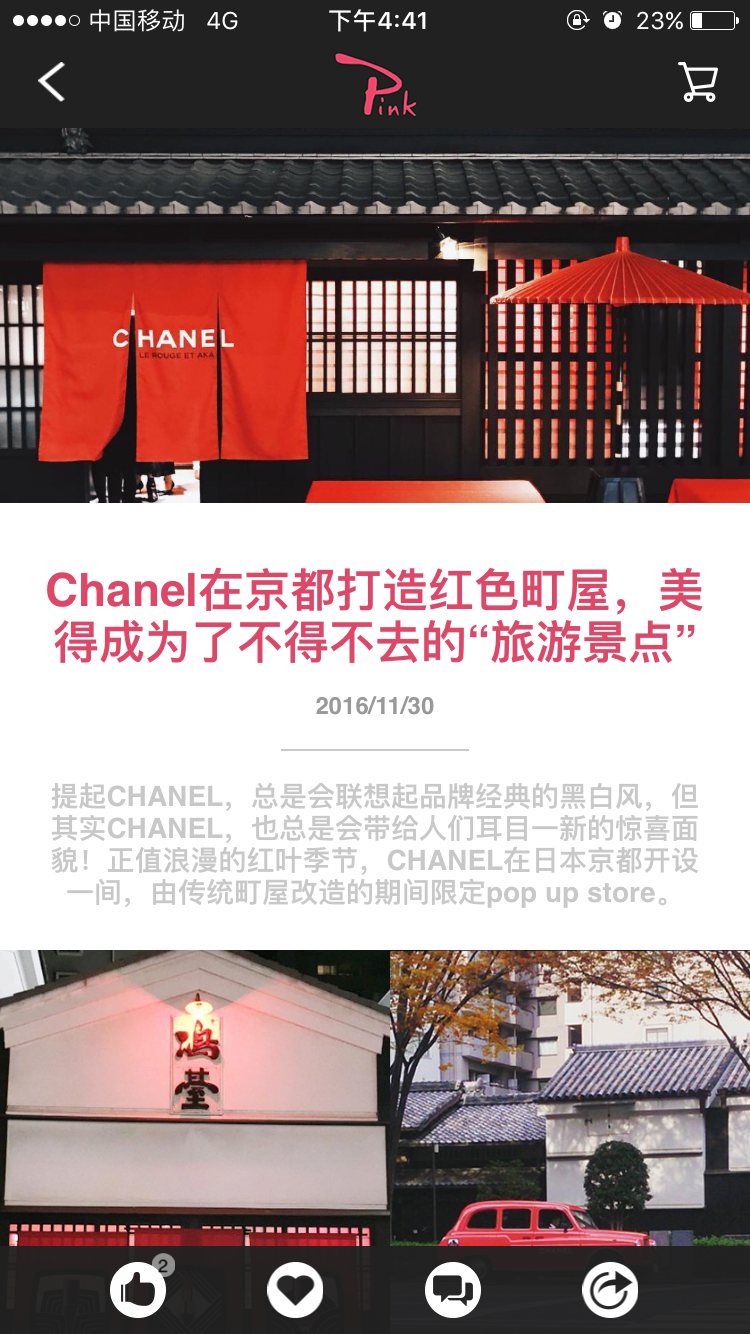 中国移动 4G 下午4:41 23%
Pink
CHANEL
LE ROUGE ET AKA
Chanel在京都打造红色町屋，美
得成为了不得不去的“旅游景点”
2016/11/30
提起CHANEL，总是会联想起品牌经典的黑白风，但
其实CHANEL，也总是会带给人们耳目一新的惊喜面
貌！正值浪漫的红叶季节，CHANEL在日本京都开设
一间，由传统町屋改造的期间限定pop up store。
2